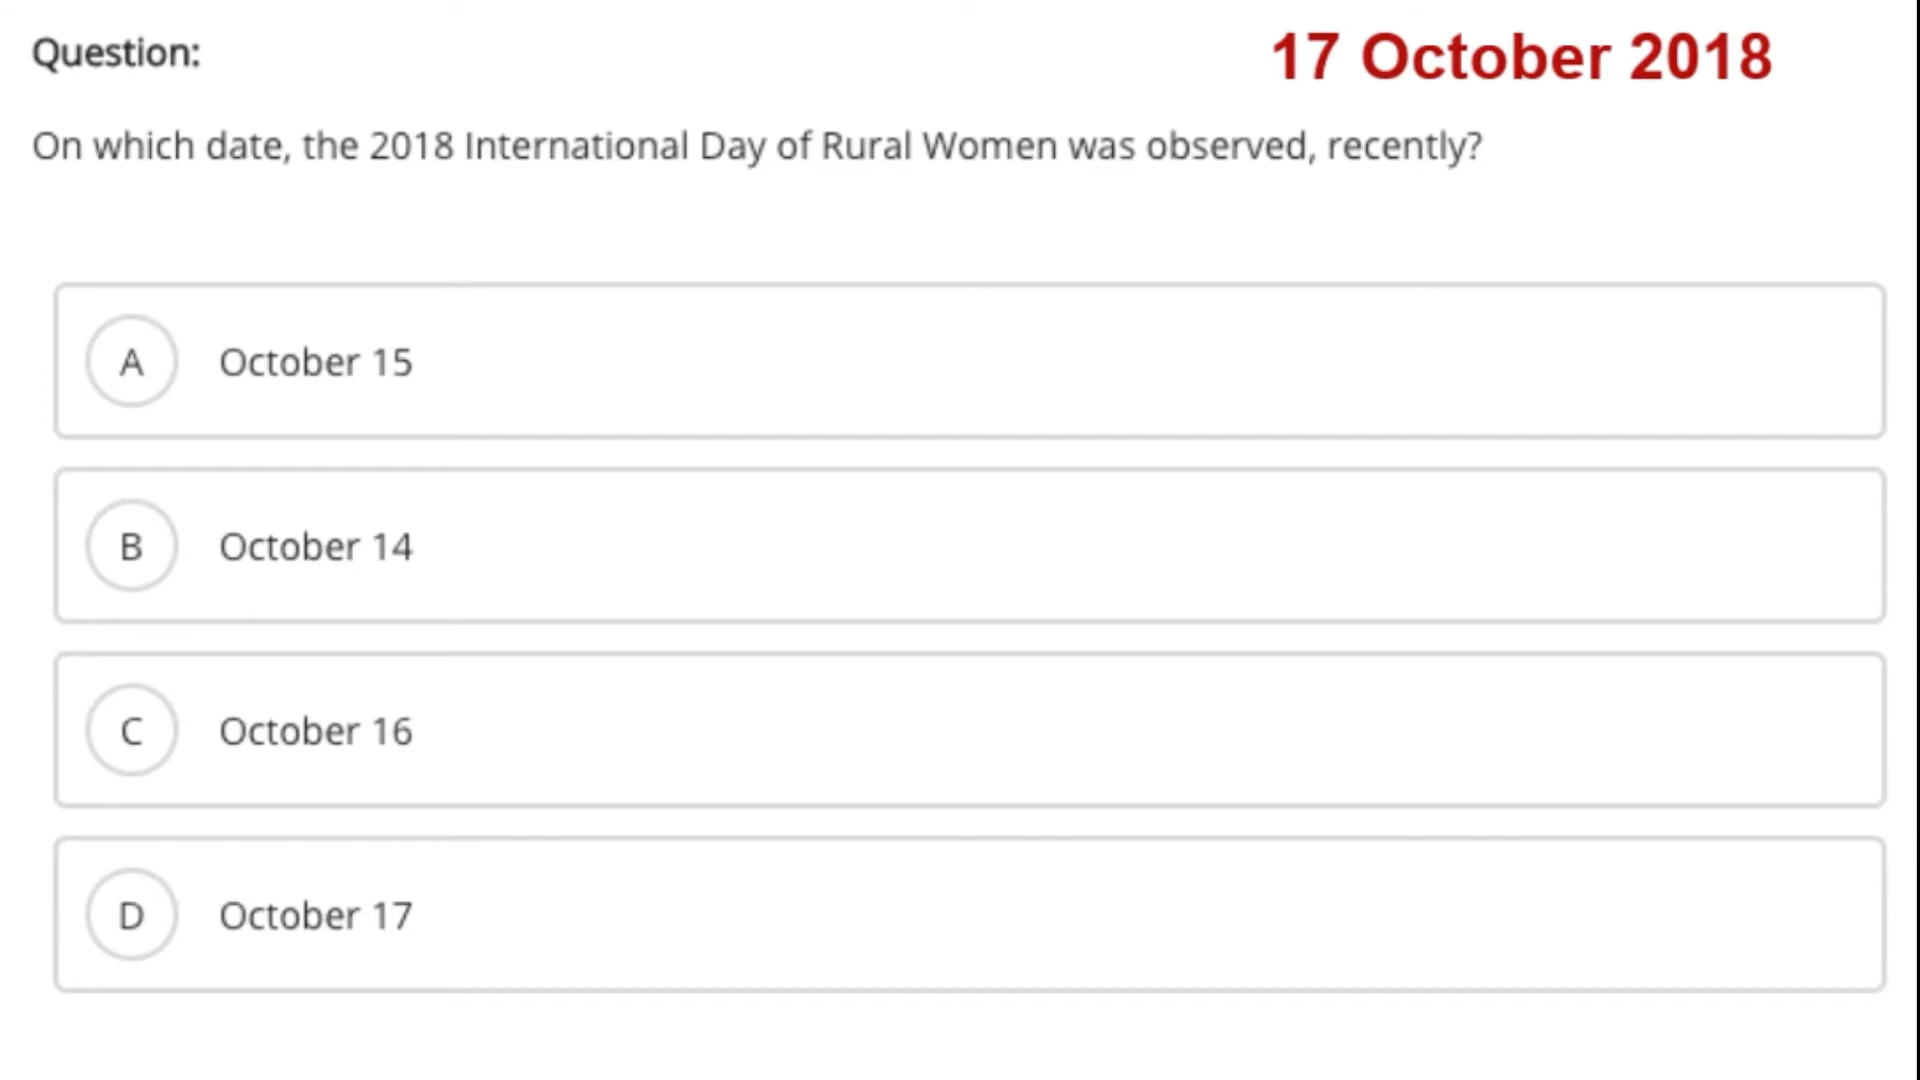 Question:
17 October 2018
On which date, the 2018 International Day of Rural Women was observed, recently?
A October 15
B October 14
C October 16
D October 17